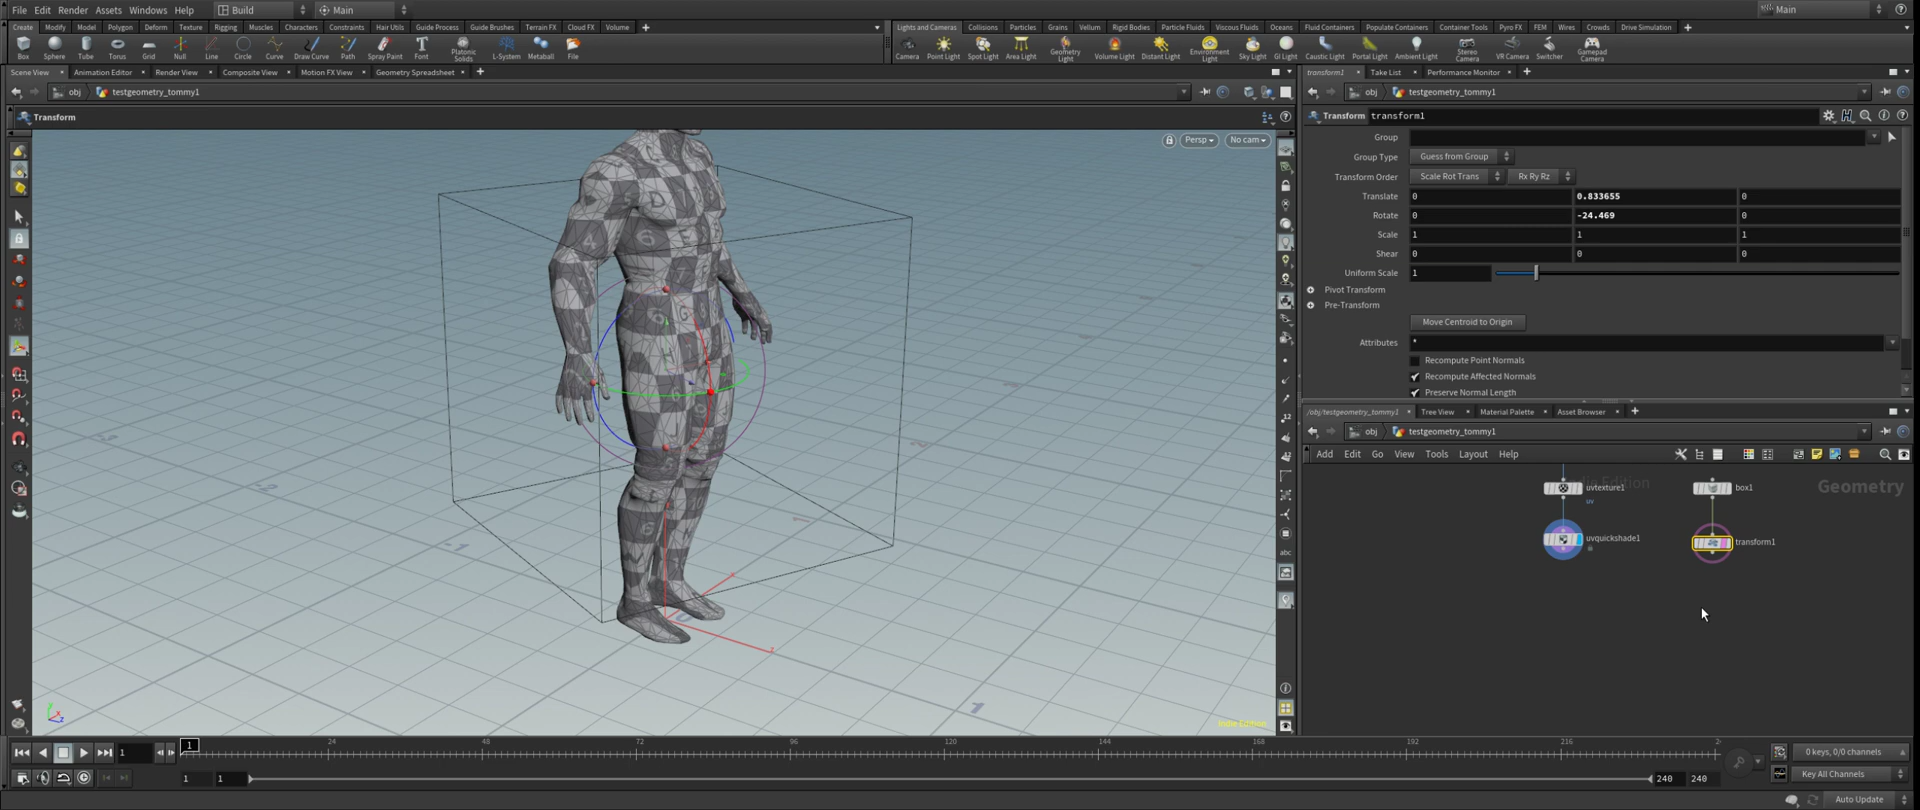 File Edit Render Assets Windows Help Build Main Main
Create Modify Model Polygon Deform Texture Rigging Muscles Characters Constraints Hair Utils Guide Process Guide Brushes Terrain FX Cloud FX Volume
Lights and Cameras Collisions Particles Grains Vellum Rigid Bodies Particle Fluids Viscous Fluids Oceans Fluid Containers Populate Containers Container Tools Pyro FX FEM Wires Crowds Drive Simulation
Box Sphere Tube Torus Grid Null Line Circle Curve Draw Curve Path Spray Paint Font Platonic Solids L-System Metaball File
Camera Point Light Spot Light Area Light Geometry Light Volume Light Distant Light Environment Light Sky Light GI Light Caustic Light Portal Light Ambient Light Stereo Camera VR Camera Switcher Gamepad Camera
Scene View Animation Editor Render View Composite View Motion FX View Geometry Spreadsheet
obj testgeometry_tommy1
Transform
Persp No cam
Indie Edition
transform1 Take List Performance Monitor
obj testgeometry_tommy1
Transform transform1
Group
Group Type Guess from Group
Transform Order Scale Rot Trans Rx Ry Rz
Translate 0 0.833655 0
Rotate 0 -24.469 0
Scale 1 1 1
Shear 0 0 0
Uniform Scale 1
Pivot Transform
Pre-Transform
Move Centroid to Origin
Attributes *
Recompute Point Normals
Recompute Affected Normals
Preserve Normal Length
/obj/testgeometry_tommy1 Tree View Material Palette Asset Browser
obj testgeometry_tommy1
Add Edit Go View Tools Layout Help
Indie Edition
Geometry
uvtexture1
uv
box1
uvquickshade1
transform1
1 1 24 48 72 96 120 144 168 192 216
0 keys, 0/0 channels
1 1 240 240
Key All Channels
Auto Update